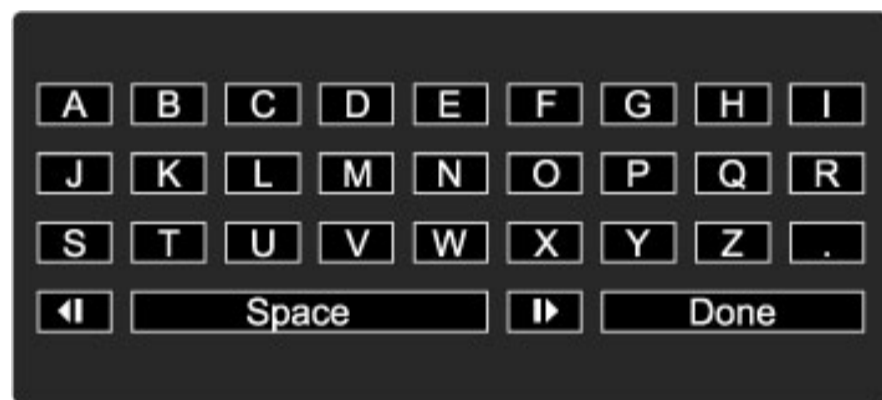 A B C D E F G H I
J K L M N O P Q R
S T U V W X Y Z .
Space Done